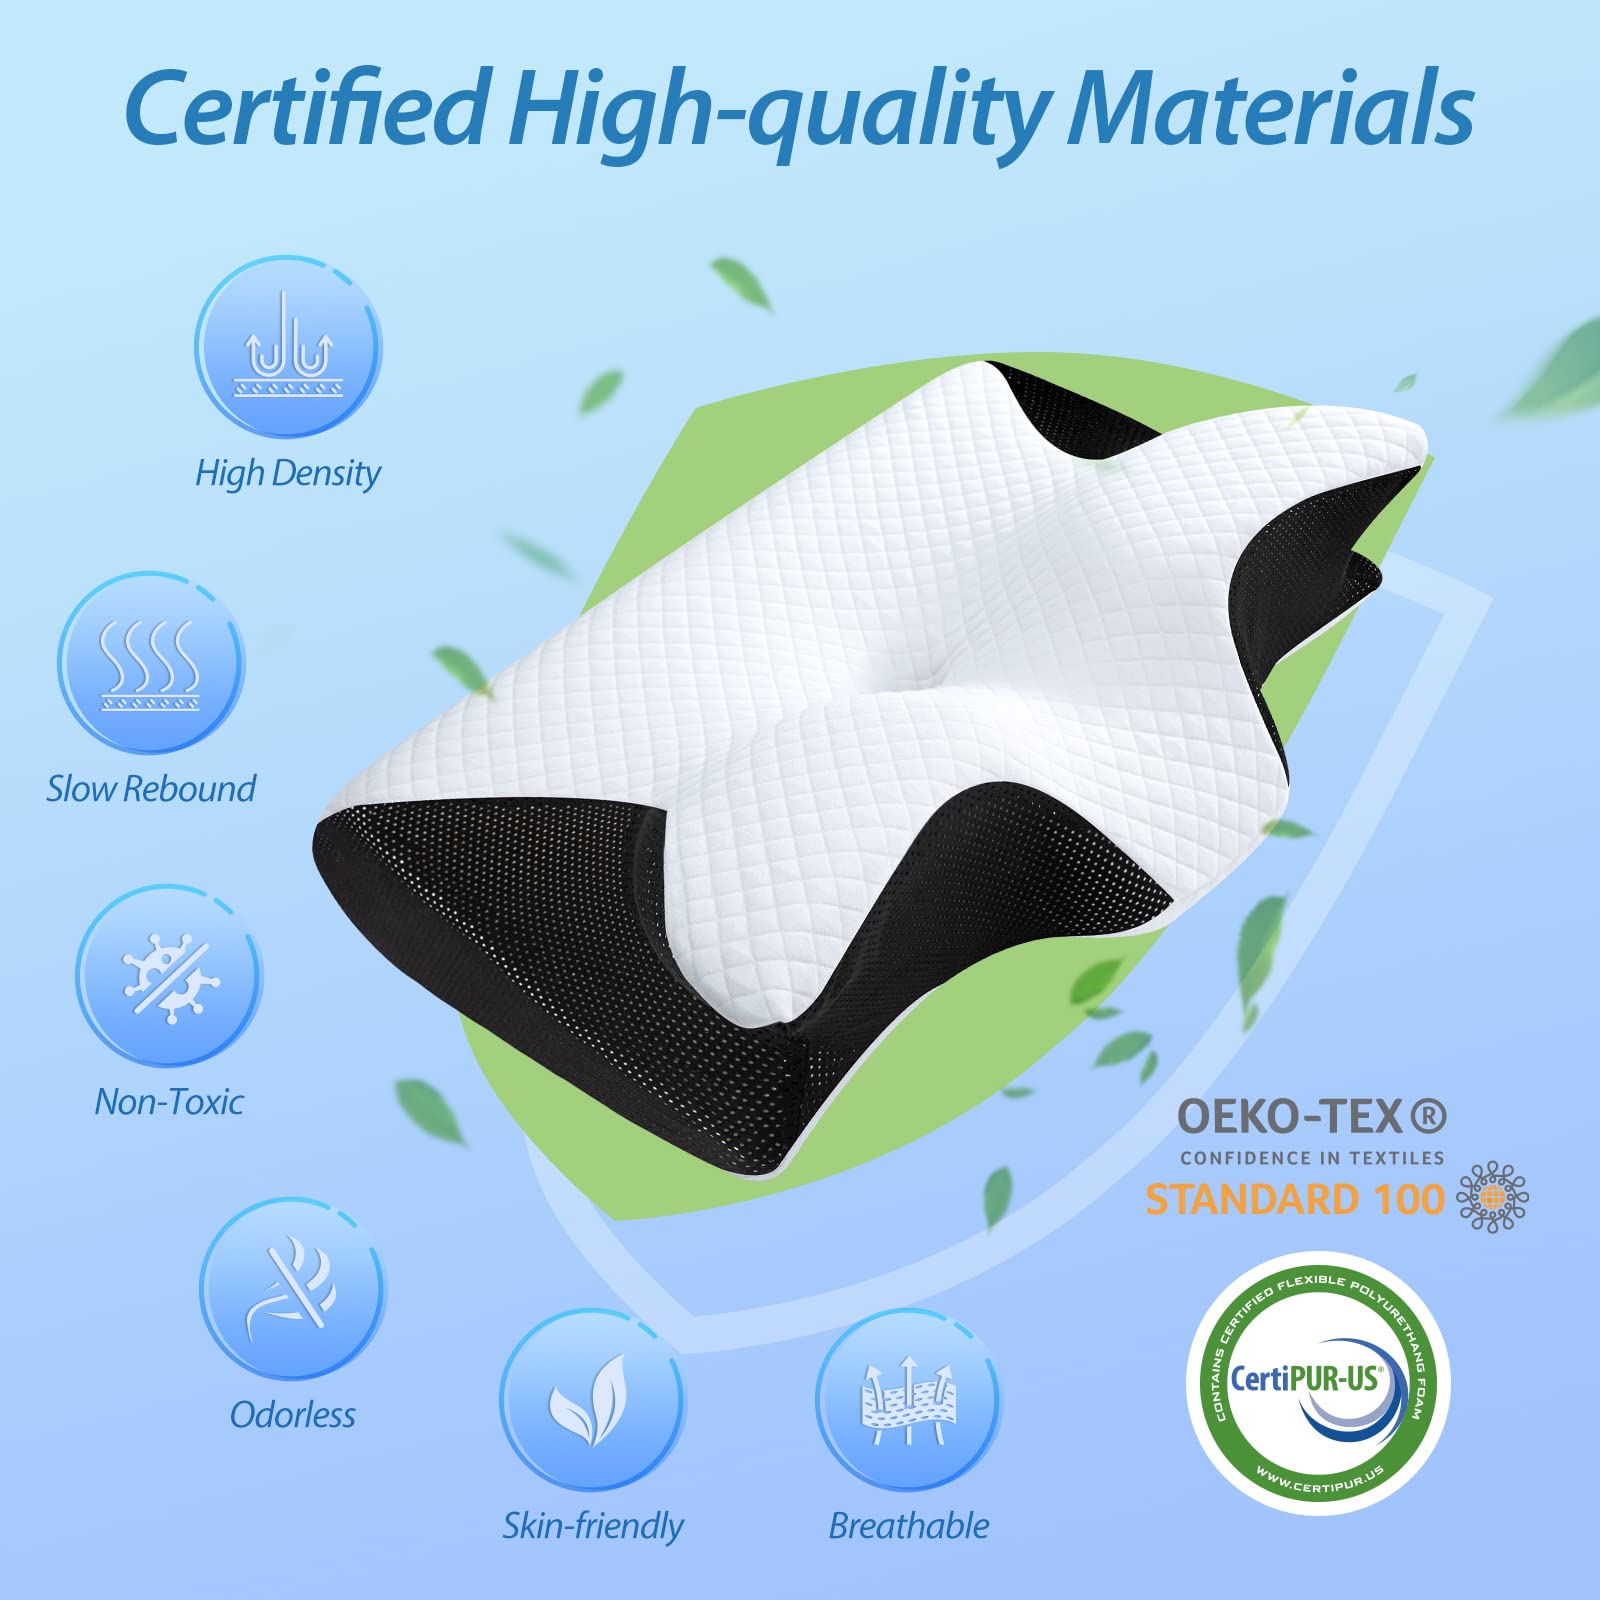 Certified High-quality Materials
High Density
Slow Rebound
Non-Toxic
Odorless
Skin-friendly
Breathable
OEKO-TEX®
CONFIDENCE IN TEXTILES
STANDARD 100
CONTAINS CERTIFIED FLEXIBLE POLYURETHANG FOAM
CertiPUR-US®
WWW.CERTIPUR.US